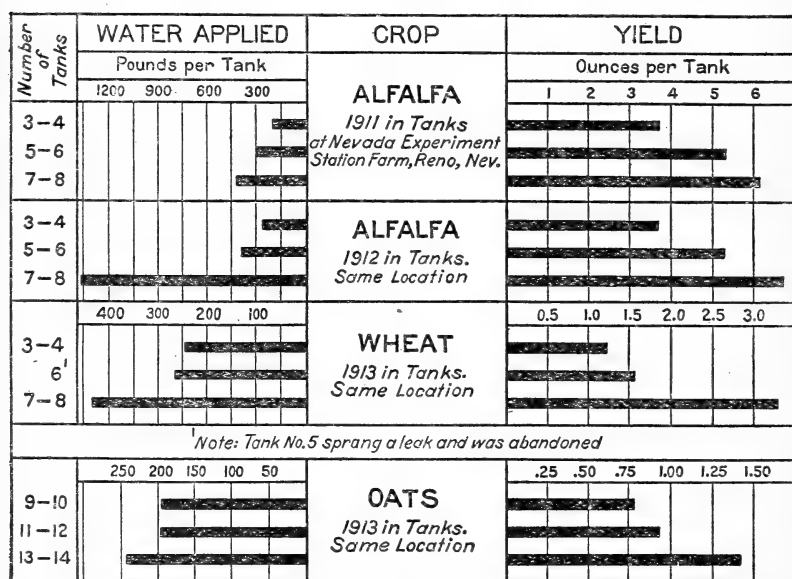 Number of Tanks
WATER APPLIED
CROP
YIELD
Pounds per Tank
Ounces per Tank
1200 900 600 300
1 2 3 4 5 6
ALFALFA
1911 in Tanks
at Nevada Experiment
Station Farm, Reno, Nev.
3-4
5-6
7-8
ALFALFA
1912 in Tanks.
Same Location
3-4
5-6
7-8
400 300 200 100
0.5 1.0 1.5 2.0 2.5 3.0
WHEAT
1913 in Tanks.
Same Location
3-4
6¹
7-8
¹Note: Tank No. 5 sprang a leak and was abandoned
250 200 150 100 50
.25 .50 .75 1.00 1.25 1.50
OATS
1913 in Tanks.
Same Location
9-10
11-12
13-14